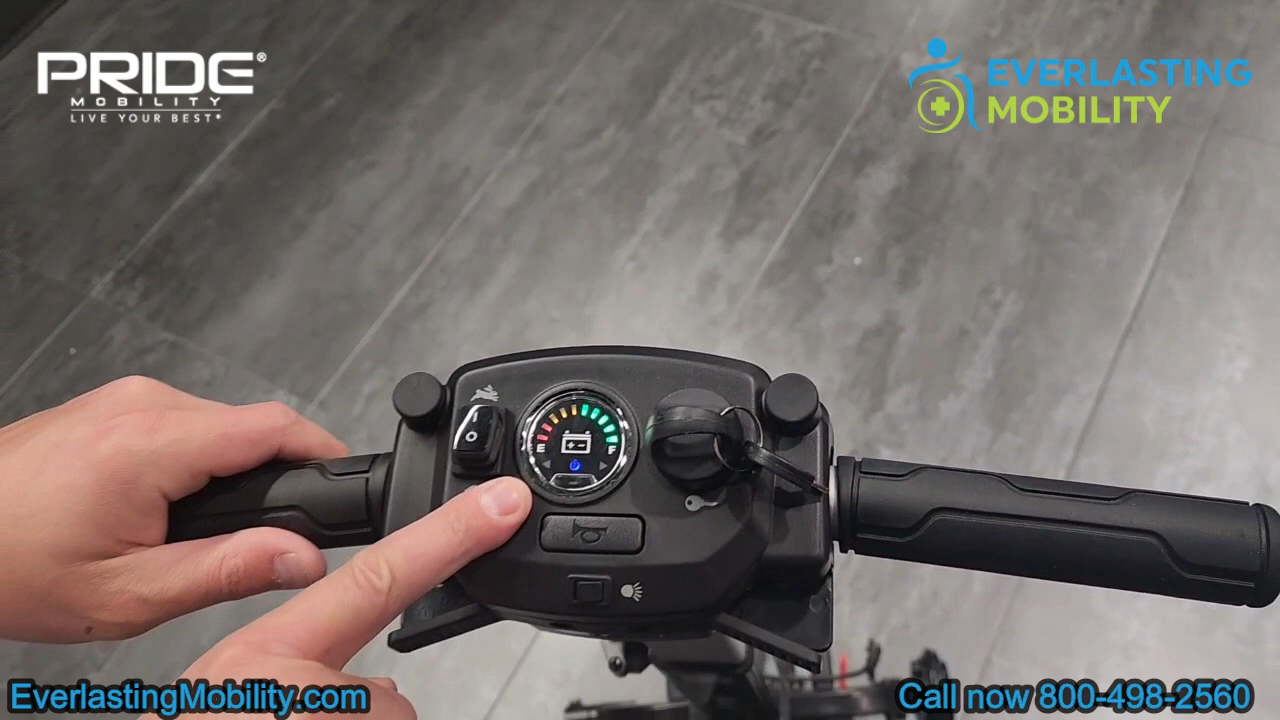 PRIDE®
MOBILITY
LIVE YOUR BEST®
EVERLASTING
MOBILITY
E F
EverlastingMobility.com
Call now 800-498-2560